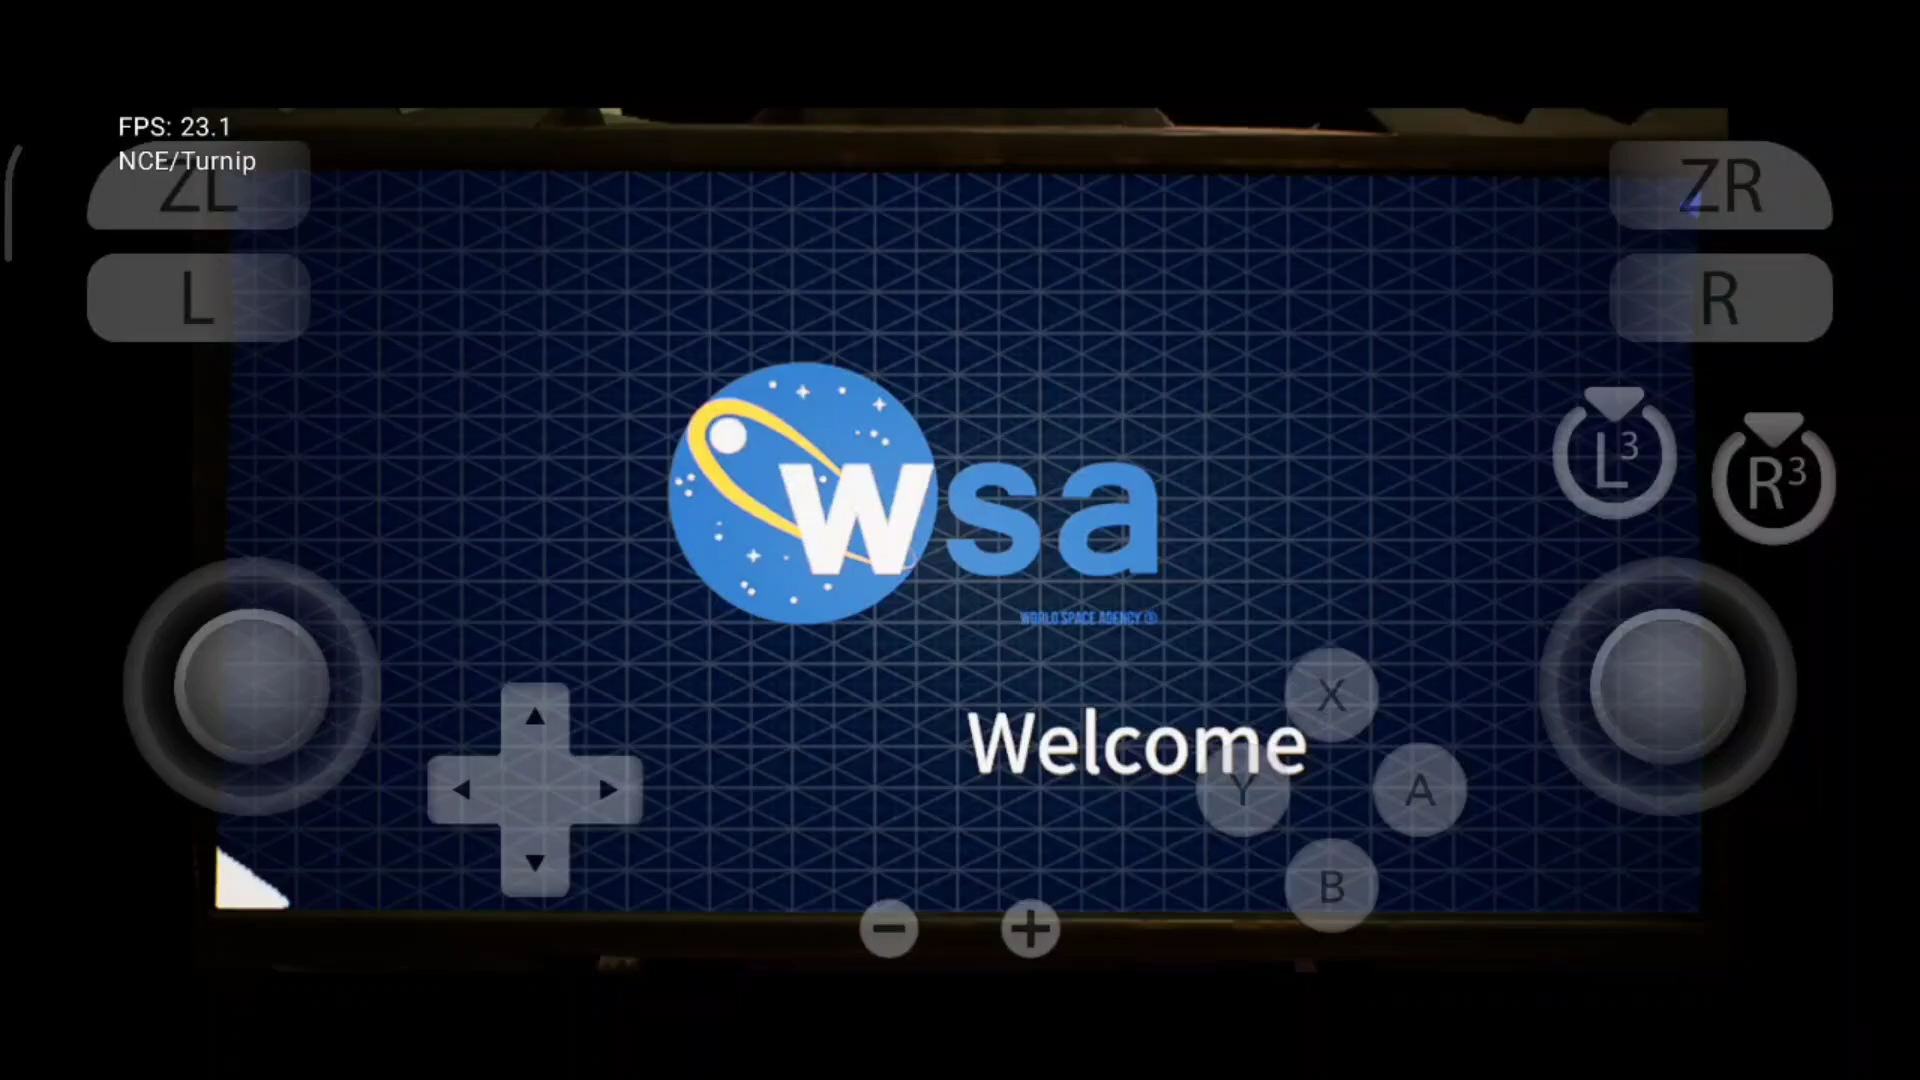 FPS: 23.1
NCE/Turnip
ZL
ZR
L
R
L3
R3
wsa
WORLD SPACE AGENCY ®
Welcome
X
Y
A
B